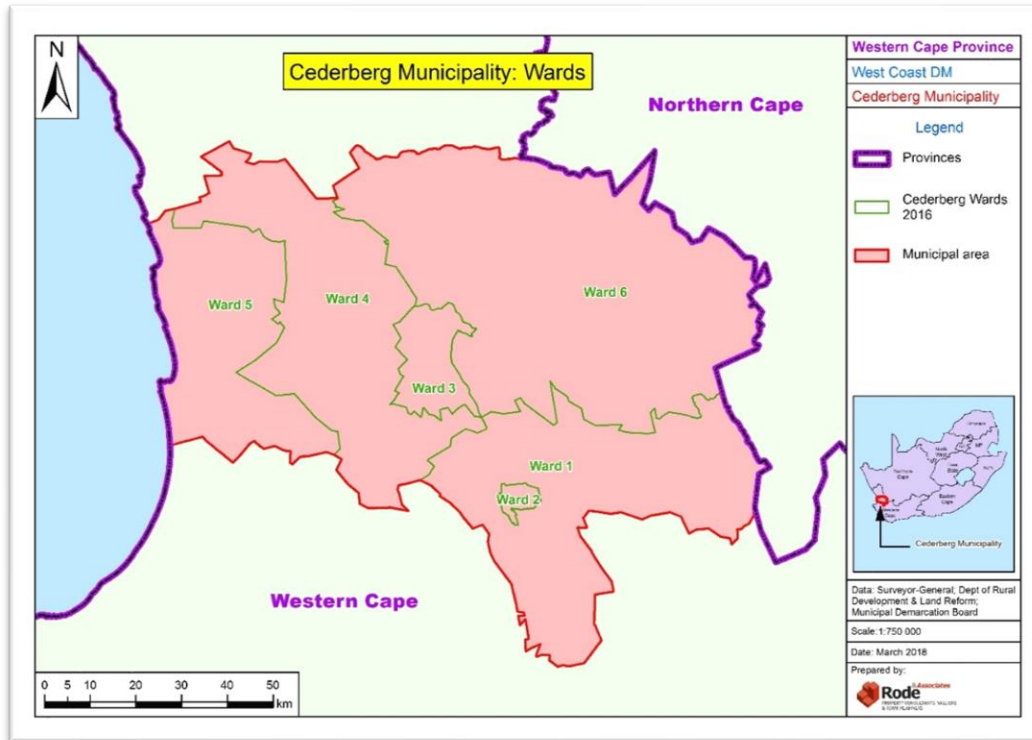 N
Cederberg Municipality: Wards
Northern Cape
Ward 5
Ward 4
Ward 6
Ward 3
Ward 1
Ward 2
Western Cape
0 5 10 20 30 40 50
km
Western Cape Province
West Coast DM
Cederberg Municipality
Legend
Provinces
Cederberg Wards
2016
Municipal area
Cederberg Municipality
Data: Surveyor-General; Dept of Rural
Development & Land Reform;
Municipal Demarcation Board
Scale:1:750 000
Date: March 2018
Prepared by:
Rode & Associates